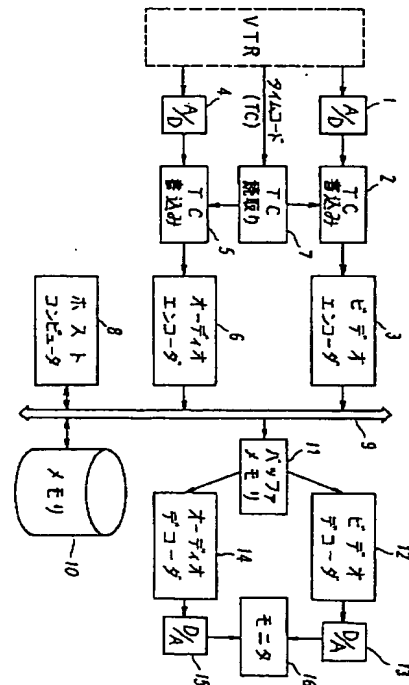 VTR
1
A/D
2
TC
書込み
3
ビデオ
エンコーダ
タイムコード
(TC)
TC
読取り
7
4
A/D
TC
書込み
5
オーディオ
エンコーダ
6
ホスト
コンピュータ
8
9
メモリ
10
11
バッファ
メモリ
ビデオ
デコーダ
12
D/A
13
オーディオ
デコーダ
14
D/A
15
モニタ
16